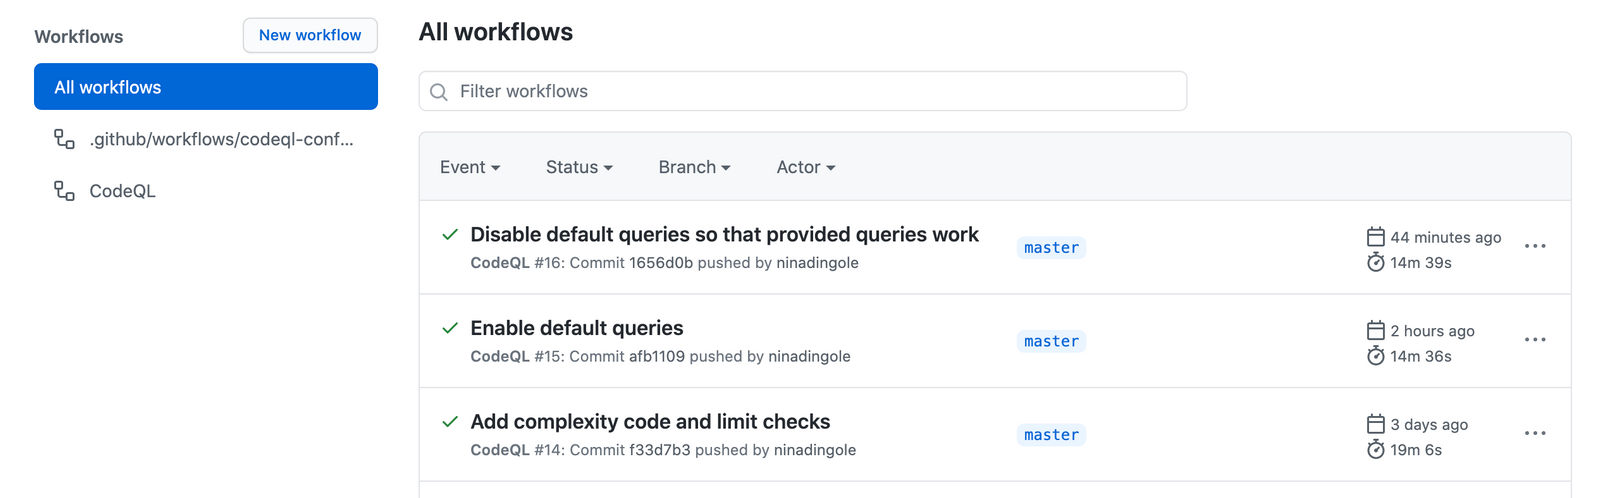 Workflows
New workflow
All workflows
.github/workflows/codeql-conf...
CodeQL
All workflows
Filter workflows
Event Status Branch Actor
Disable default queries so that provided queries work
CodeQL #16: Commit 1656d0b pushed by ninadingole
master
44 minutes ago
14m 39s
Enable default queries
CodeQL #15: Commit afb1109 pushed by ninadingole
master
2 hours ago
14m 36s
Add complexity code and limit checks
CodeQL #14: Commit f33d7b3 pushed by ninadingole
master
3 days ago
19m 6s